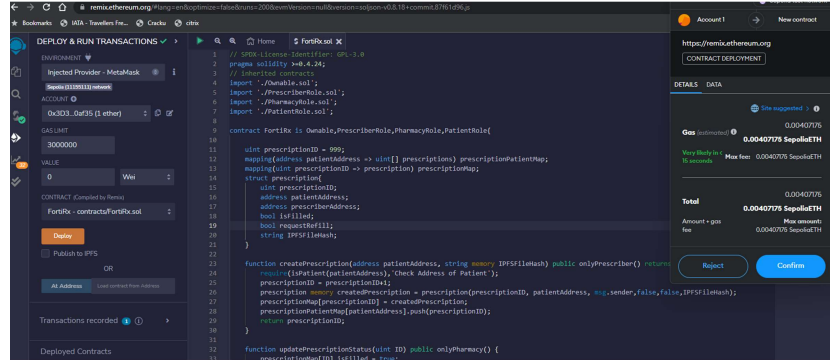 remix.ethereum.org/#lang=en&optimize=false&runs=200&evmVersion=null&version=soljson-v0.8.18+commit.87f61d96.js
Bookmarks
IATA - Travellers Fre...
Cracku
citrix
DEPLOY & RUN TRANSACTIONS
ENVIRONMENT
Injected Provider - MetaMask
Sepolia (11155111) network
ACCOUNT
0x3D3...0af35 (1 ether)
GAS LIMIT
3000000
VALUE
0
Wei
CONTRACT (Compiled by Remix)
FortiRx - contracts/FortiRx.sol
Deploy
Publish to IPFS
OR
At Address
Load contract from Address
Transactions recorded 1
Deployed Contracts
Home
FortiRx.sol
1 // SPDX-License-Identifier: GPL-3.0
2 pragma solidity >=0.4.24;
3 // inherited contracts
4 import './Ownable.sol';
5 import './PrescriberRole.sol';
6 import './PharmacyRole.sol';
7 import './PatientRole.sol';
8
9 contract FortiRx is Ownable,PrescriberRole,PharmacyRole,PatientRole{
10
11 uint prescriptionID = 999;
12 mapping(address patientAddress => uint[] prescriptions) prescriptionPatientMap;
13 mapping(uint prescriptionID => prescription) prescriptionMap;
14 struct prescription{
15 uint prescriptionID;
16 address patientAddress;
17 address prescriberAddress;
18 bool isFilled;
19 bool requestRefill;
20 string IPFSFileHash;
21 }
22
23 function createPrescription(address patientAddress, string memory IPFSFileHash) public onlyPrescriber() returns
24 require(isPatient(patientAddress),'Check Address of Patient');
25 prescriptionID = prescriptionID+1;
26 prescription memory createdPrescription = prescription(prescriptionID, patientAddress, msg.sender,false,false,IPFSFileHash);
27 prescriptionMap[prescriptionID] = createdPrescription;
28 prescriptionPatientMap[patientAddress].push(prescriptionID);
29 return prescriptionID;
30 }
31
32 function updatePrescriptionStatus(uint ID) public onlyPharmacy() {
prescriptionMap[ID].isFilled = true;
Account 1
New contract
https://remix.ethereum.org
CONTRACT DEPLOYMENT
DETAILS
DATA
Site suggested >
Gas (estimated)
0.00407175
0.00407175 SepoliaETH
Very likely in <
15 seconds
Max fee: 0.00407175 SepoliaETH
Total
0.00407175
0.00407175 SepoliaETH
Amount + gas
fee
Max amount:
0.00407175 SepoliaETH
Reject
Confirm